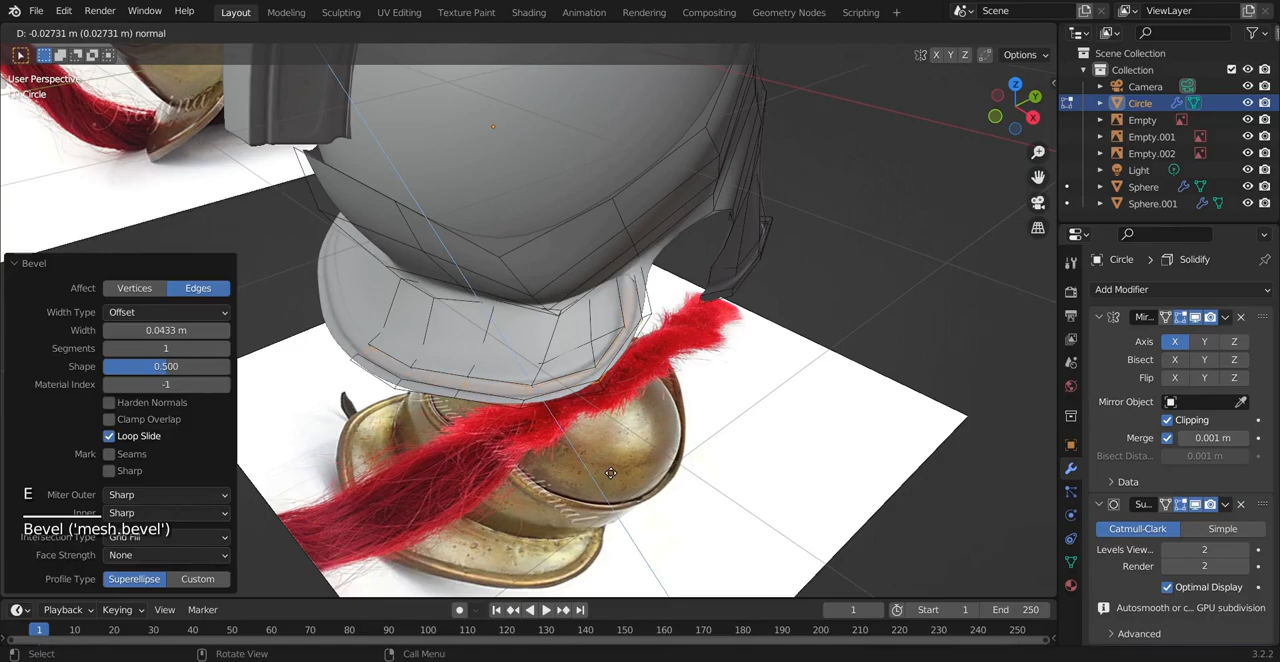 File Edit Render Window Help Layout Modeling Sculpting UV Editing Texture Paint Shading Animation Rendering Compositing Geometry Nodes Scripting + Scene ViewLayer
D: -0.02731 m (0.02731 m) normal
X Y Z Options
User Perspective
Circle
Z Y X
Scene Collection
Collection
Camera
Circle
Empty
Empty.001
Empty.002
Light
Sphere
Sphere.001
Circle > Solidify
Add Modifier
Mir...
Axis X Y Z
Bisect X Y Z
Flip X Y Z
Mirror Object
Clipping
Merge 0.001 m
Bisect Dista... 0.001 m
Data
Su...
Catmull-Clark Simple
Levels View... 2
Render 2
Optimal Display
Autosmooth or c... GPU subdivision
Advanced
Bevel
Affect Vertices Edges
Width Type Offset
Width 0.0433 m
Segments 1
Shape 0.500
Material Index -1
Harden Normals
Clamp Overlap
Loop Slide
Mark Seams
Sharp
Miter Outer Sharp
Inner Sharp
Intersection Type Grid Fill
Face Strength None
Profile Type Superellipse Custom
E
Bevel ('mesh.bevel')
Playback Keying View Marker 1 Start 1 End 250
1 10 20 30 40 50 60 70 80 90 100 110 120 130 140 150 160 170 180 190 200 210 220 230 240 250
Select Rotate View Call Menu 3.2.2